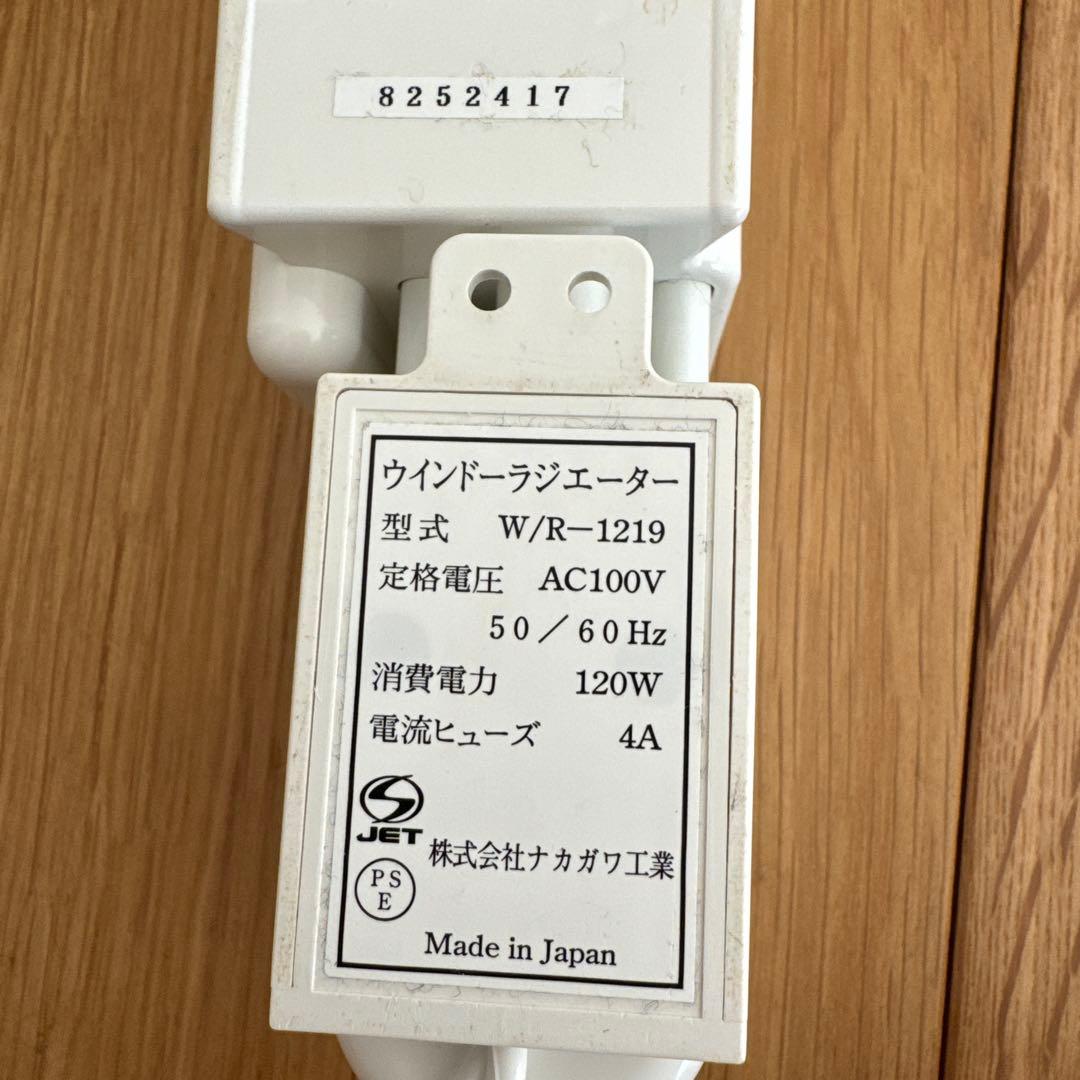 8252417
ウインドーラジエーター
型式 W/R-1219
定格電圧 AC100V
50/60Hz
消費電力 120W
電流ヒューズ 4A
JET
株式会社ナカガワ工業
PS
E
Made in Japan